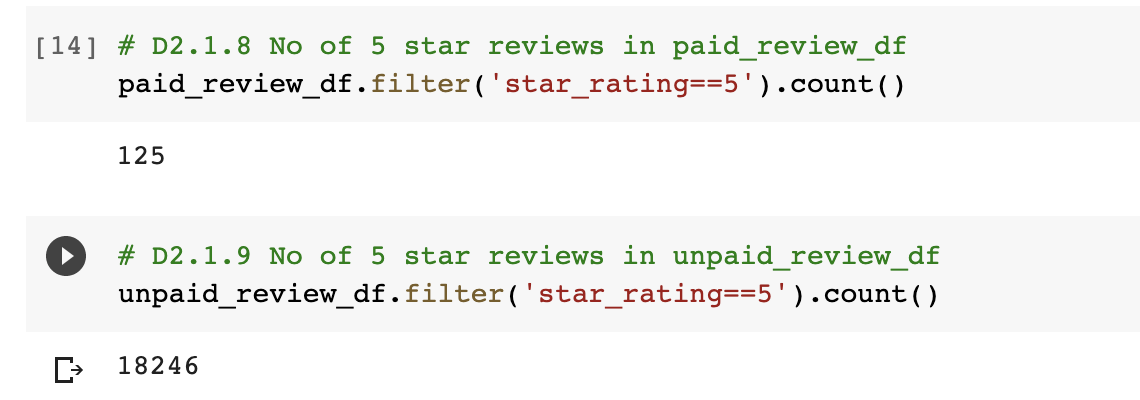 [14] # D2.1.8 No of 5 star reviews in paid_review_df
paid_review_df.filter('star_rating==5').count()
125
# D2.1.9 No of 5 star reviews in unpaid_review_df
unpaid_review_df.filter('star_rating==5').count()
18246